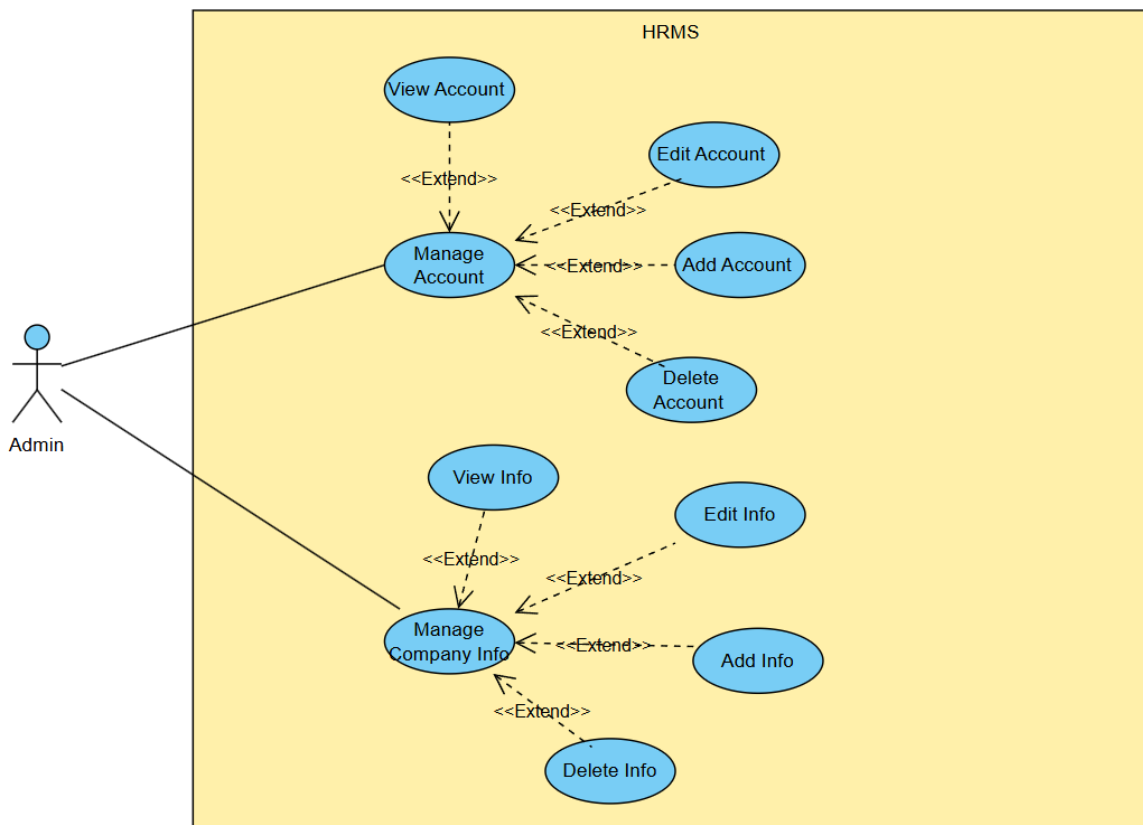 HRMS
View Account
Edit Account
<<Extend>>
<<Extend>>
Manage
Account
<<Extend>>
Add Account
<<Extend>>
Delete
Account
Admin
View Info
Edit Info
<<Extend>>
<<Extend>>
Manage
Company Info
<<Extend>>
Add Info
<<Extend>>
Delete Info